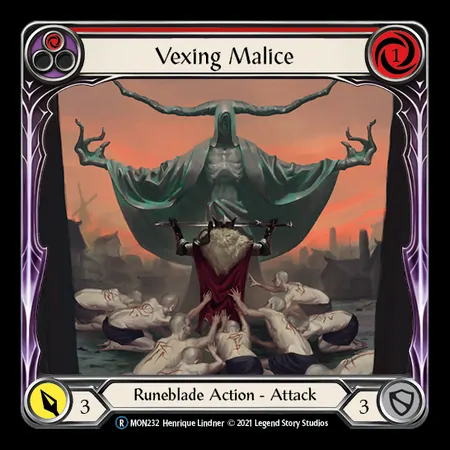 Vexing Malice
1
Runeblade Action - Attack
3
3
R MON232 Henrique Lindner © 2021 Legend Story Studios